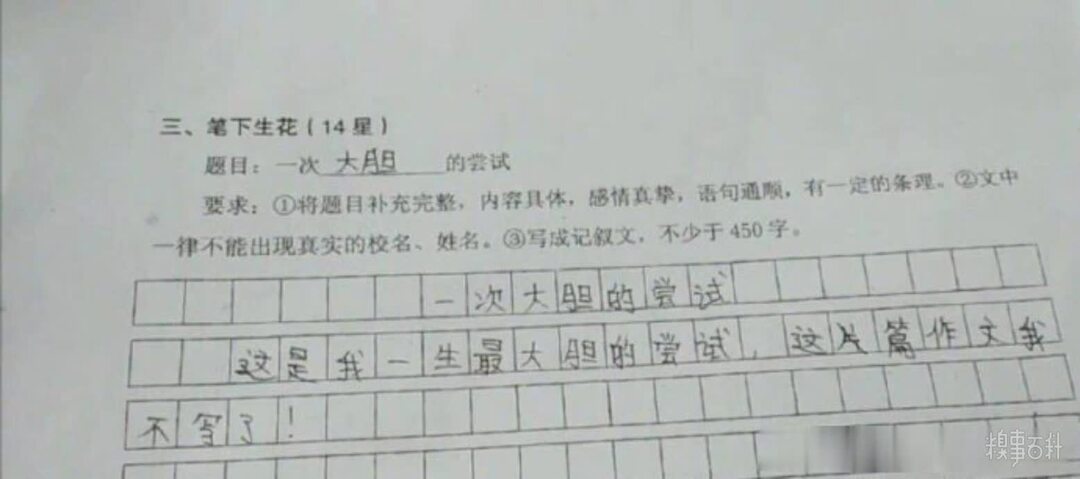 三、笔下生花（14星）
题目：一次 大胆 的尝试
要求：①将题目补充完整，内容具体，感情真挚，语句通顺，有一定的条理。②文中
一律不能出现真实的校名、姓名。③写成记叙文，不少于450字。
一次大胆的尝试
这是我一生最大胆的尝试，这篇作文我
不写了！
糗事百科